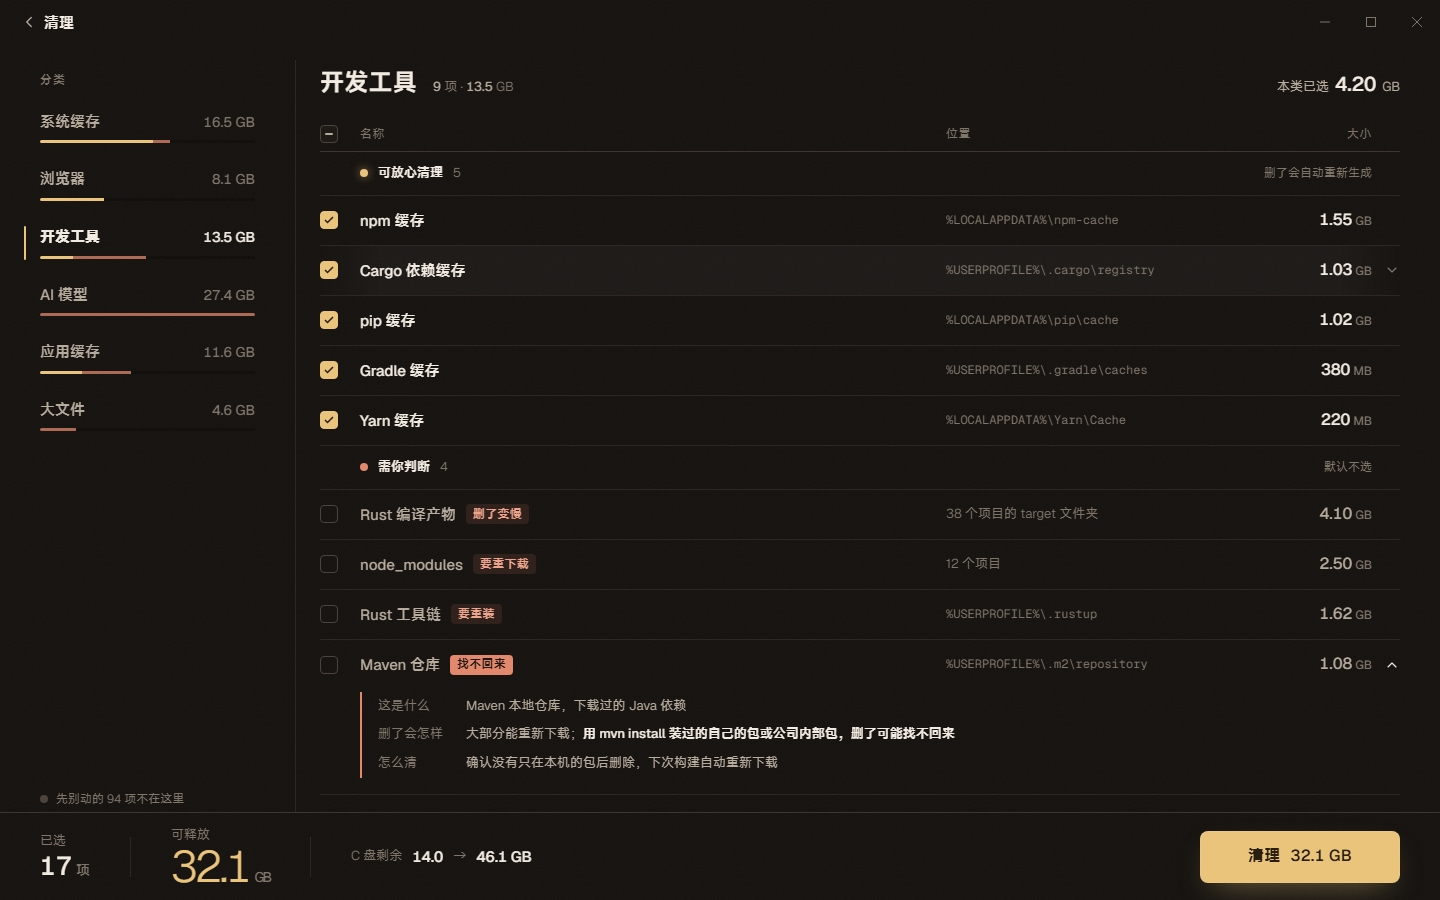 清理
分类
系统缓存 16.5 GB
浏览器 8.1 GB
开发工具 13.5 GB
AI 模型 27.4 GB
应用缓存 11.6 GB
大文件 4.6 GB
先别动的 94 项不在这里
开发工具 9 项 · 13.5 GB 本类已选 4.20 GB
名称 位置 大小
可放心清理 5 删了会自动重新生成
npm 缓存 %LOCALAPPDATA%\npm-cache 1.55 GB
Cargo 依赖缓存 %USERPROFILE%\.cargo\registry 1.03 GB
pip 缓存 %LOCALAPPDATA%\pip\cache 1.02 GB
Gradle 缓存 %USERPROFILE%\.gradle\caches 380 MB
Yarn 缓存 %LOCALAPPDATA%\Yarn\Cache 220 MB
需你判断 4 默认不选
Rust 编译产物 删了变慢 38 个项目的 target 文件夹 4.10 GB
node_modules 要重下载 12 个项目 2.50 GB
Rust 工具链 要重装 %USERPROFILE%\.rustup 1.62 GB
Maven 仓库 找不回来 %USERPROFILE%\.m2\repository 1.08 GB
这是什么 Maven 本地仓库，下载过的 Java 依赖
删了会怎样 大部分能重新下载；用 mvn install 装过的自己的包或公司内部包，删了可能找不回来
怎么清 确认没有只在本机的包后删除，下次构建自动重新下载
已选
17 项
可释放
32.1 GB
C 盘剩余 14.0 → 46.1 GB
清理 32.1 GB